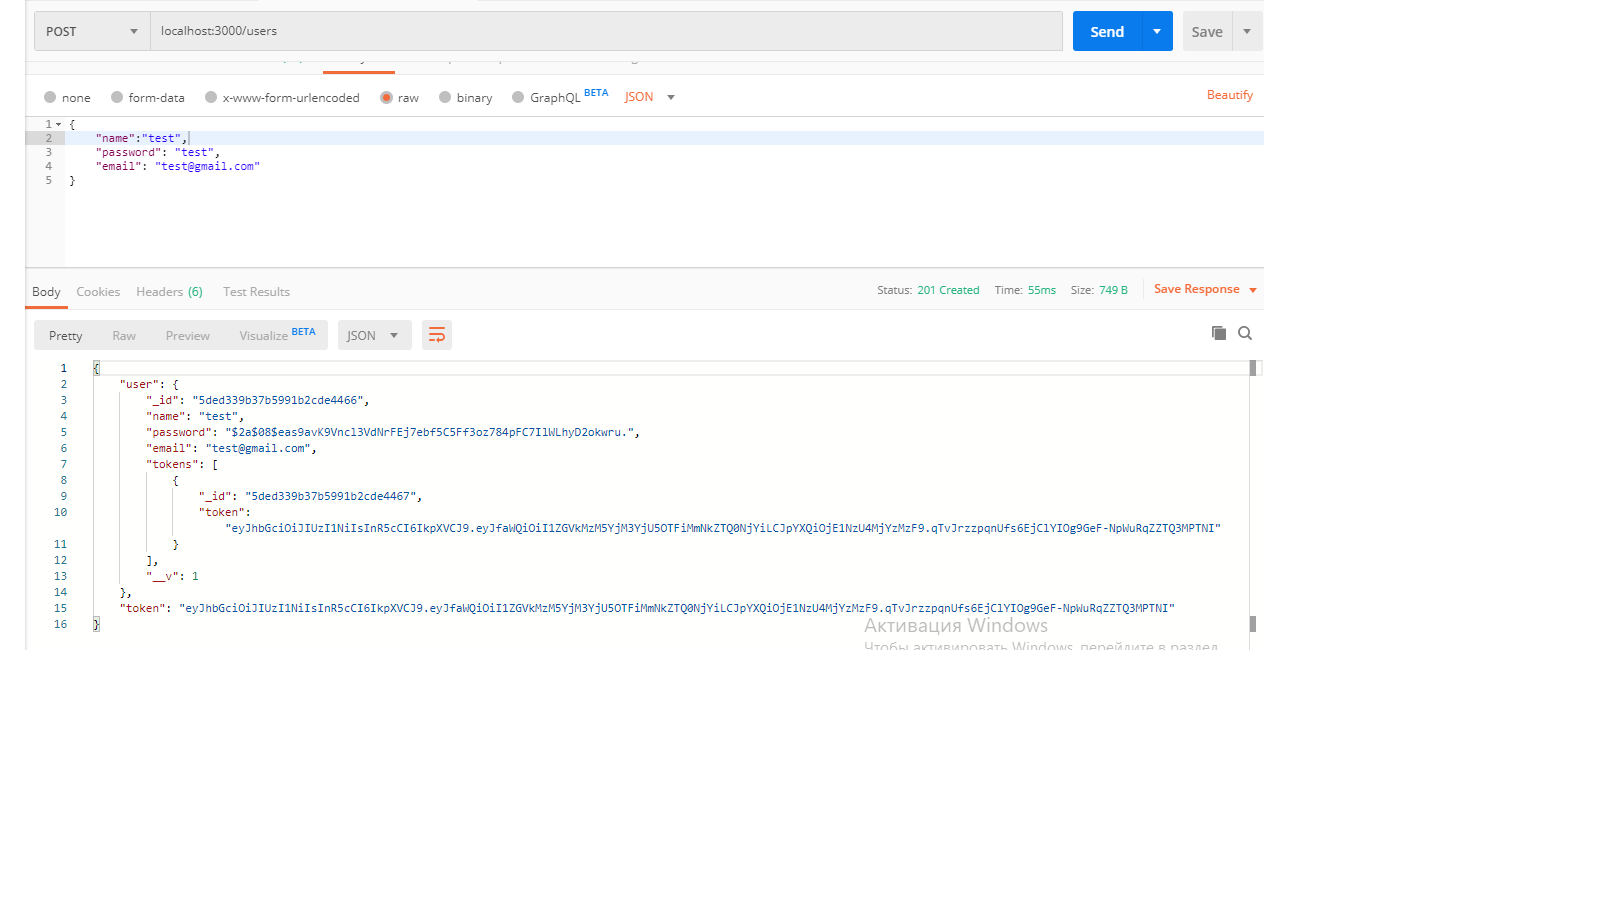 POST localhost:3000/users Send Save
none form-data x-www-form-urlencoded raw binary GraphQL BETA JSON Beautify
1 {
2 "name":"test",
3 "password": "test",
4 "email": "test@gmail.com"
5 }
Body Cookies Headers (6) Test Results Status: 201 Created Time: 55ms Size: 749 B Save Response
Pretty Raw Preview Visualize BETA JSON
1 {
2 "user": {
3 "_id": "5ded339b37b5991b2cde4466",
4 "name": "test",
5 "password": "$2a$08$eas9avK9Vncl3VdNrFEj7ebf5C5Ff3oz784pFC7IlWLhyD2okwru.",
6 "email": "test@gmail.com",
7 "tokens": [
8 {
9 "_id": "5ded339b37b5991b2cde4467",
10 "token":
"eyJhbGciOiJIUzI1NiIsInR5cCI6IkpXVCJ9.eyJfaWQiOiI1ZGVkMzM5YjM3YjU5OTFiMmNkZTQ0NjYiLCJpYXQiOjE1NzU4MjYzMzF9.qTvJrzzpqnUfs6EjClYIOg9GeF-NpWuRqZZTQ3MPTNI"
11 }
12 ],
13 "__v": 1
14 },
15 "token": "eyJhbGciOiJIUzI1NiIsInR5cCI6IkpXVCJ9.eyJfaWQiOiI1ZGVkMzM5YjM3YjU5OTFiMmNkZTQ0NjYiLCJpYXQiOjE1NzU4MjYzMzF9.qTvJrzzpqnUfs6EjClYIOg9GeF-NpWuRqZZTQ3MPTNI"
16 }
Активация Windows
Чтобы активировать Windows, перейдите в раздел